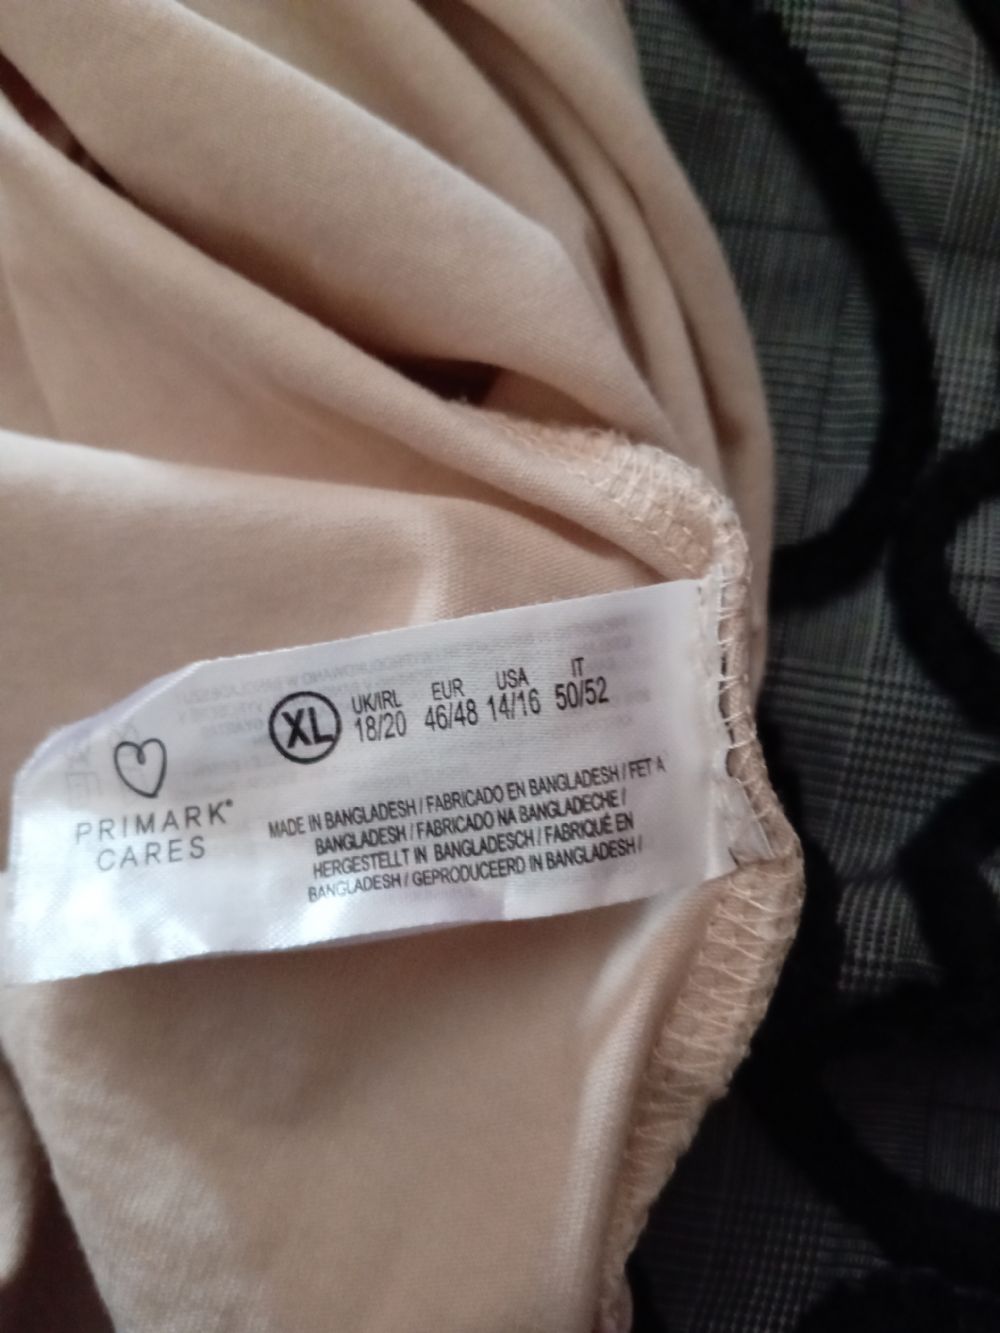 XL
UK/IRL EUR USA IT
18/20 46/48 14/16 50/52
PRIMARK®
CARES
MADE IN BANGLADESH / FABRICADO EN BANGLADESH / FET A
BANGLADESH / FABRICADO NA BANGLADECHE /
HERGESTELLT IN BANGLADESCH / FABRIQUÉ EN
BANGLADESH / GEPRODUCEERD IN BANGLADESH /